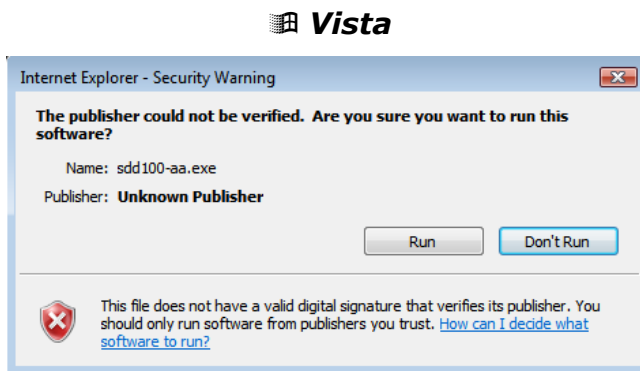 Vista
Internet Explorer - Security Warning
The publisher could not be verified. Are you sure you want to run this
software?
Name: sdd100-aa.exe
Publisher: Unknown Publisher
Run Don't Run
This file does not have a valid digital signature that verifies its publisher. You
should only run software from publishers you trust. How can I decide what
software to run?